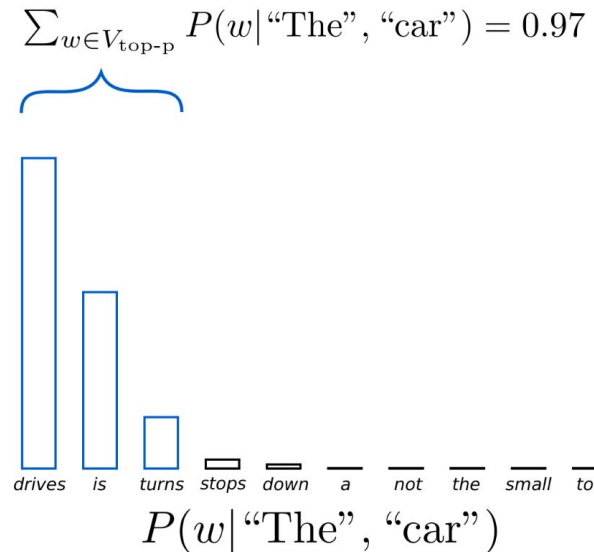 ∑w∈Vtop-p P(w|“The”, “car”) = 0.97
drives is turns stops down a not the small to
P(w|“The”, “car”)